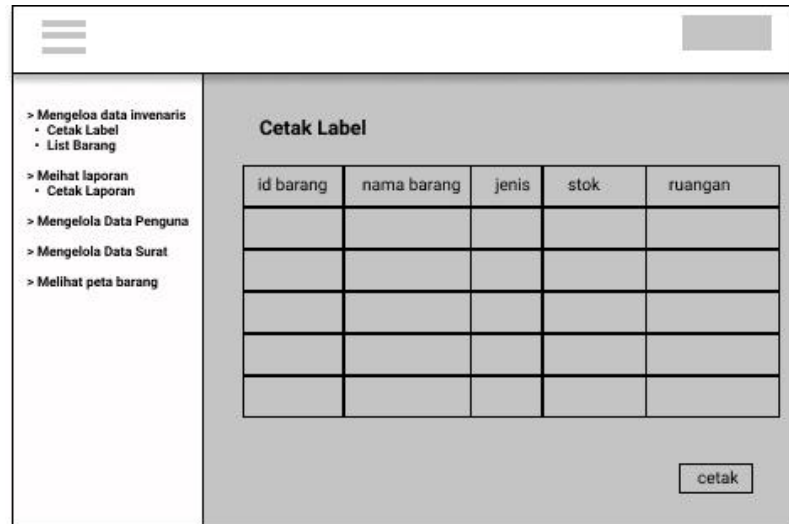 > Mengeloa data invenaris
• Cetak Label
• List Barang
> Meihat laporan
• Cetak Laporan
> Mengelola Data Penguna
> Mengelola Data Surat
> Melihat peta barang
Cetak Label
id barang nama barang jenis stok ruangan
cetak